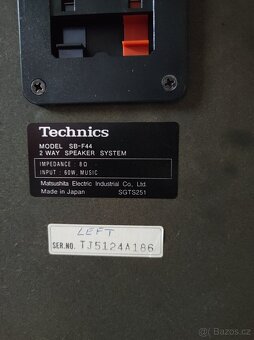 Technics
MODEL SB-F44
2 WAY SPEAKER SYSTEM
IMPEDANCE : 8Ω
INPUT : 60W, MUSIC
Matsushita Electric Industrial Co., Ltd.
Made in Japan SGTS251
LEFT
SER.NO. TJ5124A186
Bazos.cz